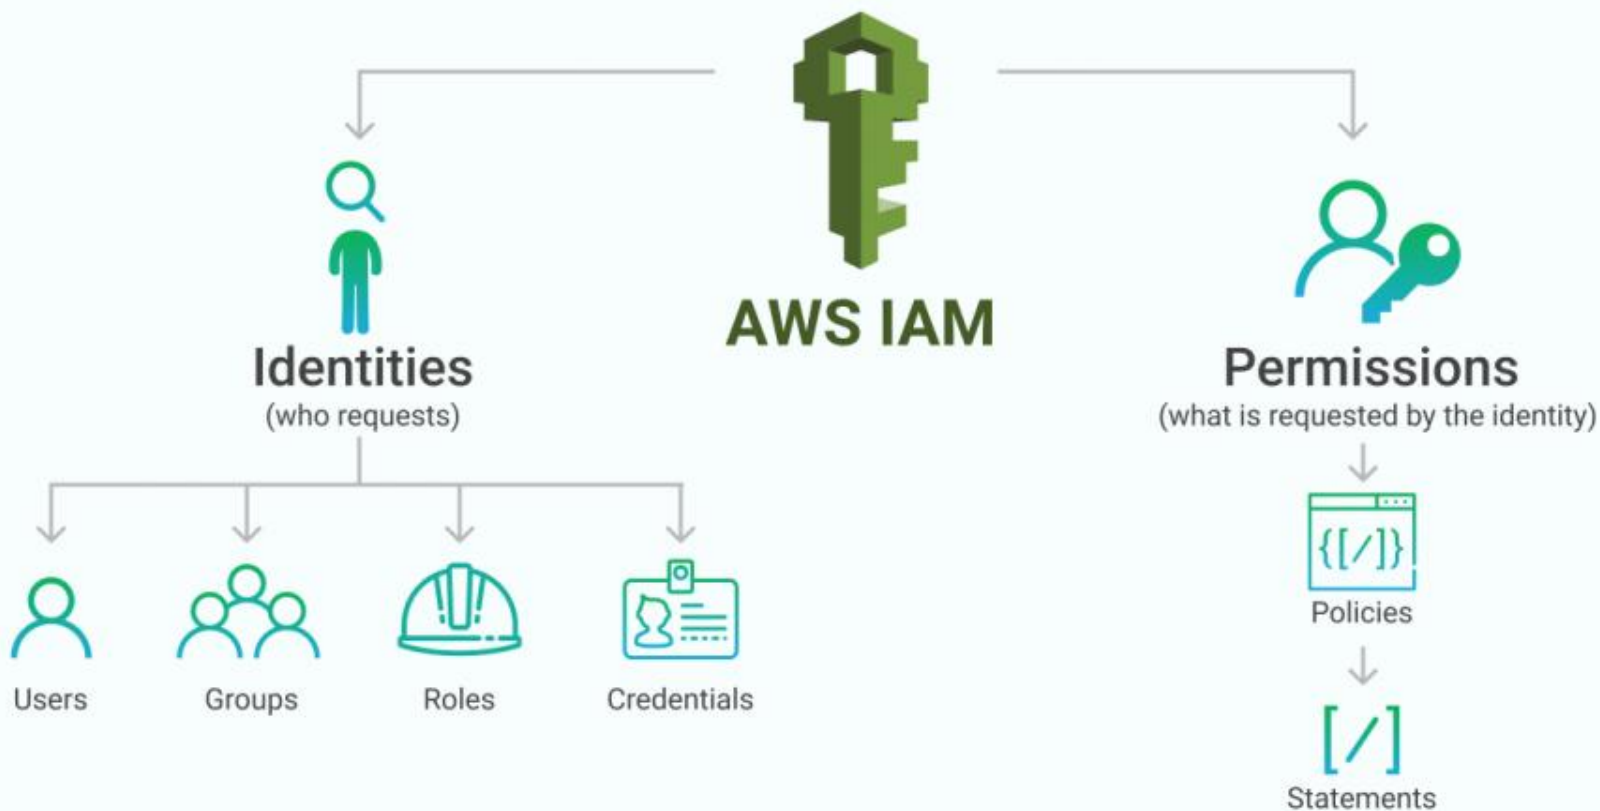 AWS IAM
Identities
(who requests)
Users
Groups
Roles
Credentials
Permissions
(what is requested by the identity)
{[/]}
Policies
[/]
Statements